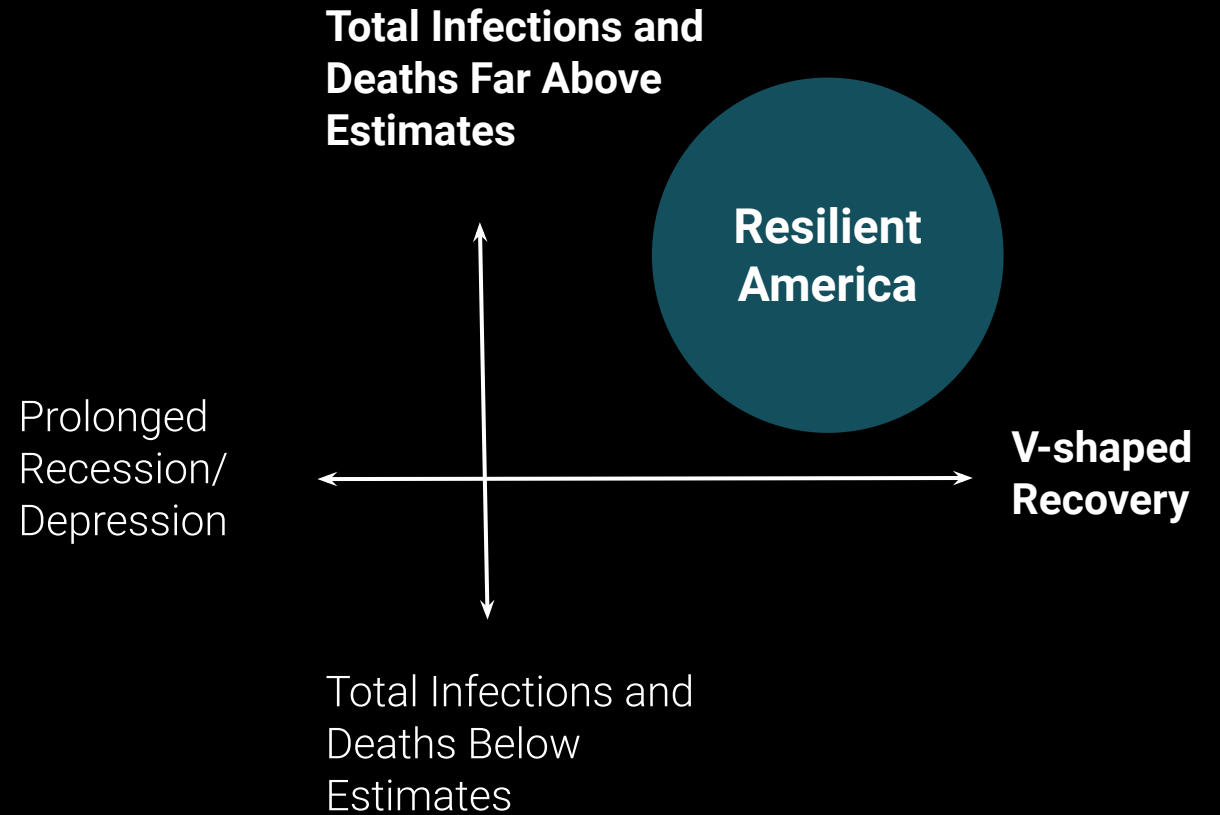 Total Infections and
Deaths Far Above
Estimates
Resilient
America
Prolonged
Recession/
Depression
V-shaped
Recovery
Total Infections and
Deaths Below
Estimates